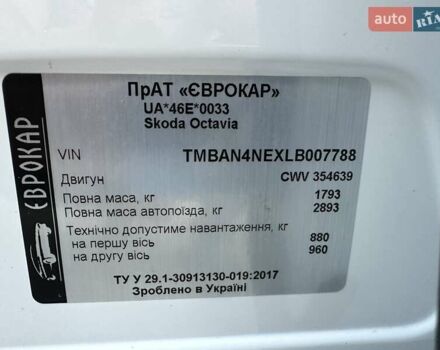 auto RIA
ЄВРОКАР
ПрАТ «ЄВРОКАР»
UA*46E*0033
Skoda Octavia
VIN TMBAN4NEXLB007788
Двигун CWV 354639
Повна маса, кг 1793
Повна маса автопоїзда, кг 2893
Технічно допустиме навантаження, кг
на першу вісь 880
на другу вісь 960
ТУ У 29.1-30913130-019:2017
Зроблено в Україні